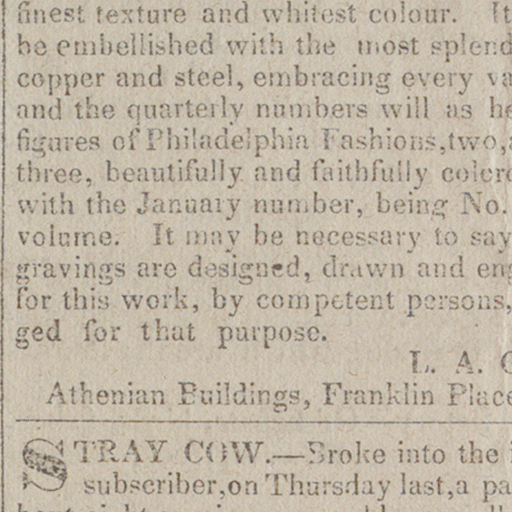 finest texture and whitest colour. It
be embellished with the most splend
copper and steel, embracing every va
and the quarterly numbers will as he
figures of Philadelphia Fashions,two,
three, beautifully and faithfully colore
with the January number, being No.
volume. It may be necessary to say
gravings are designed, drawn and eng
for this work, by competent persons,
ged for that purpose.
L. A.
Athenian Buildings, Franklin Place
STRAY COW.—Broke into the
subscriber,on Thursday last,a pa